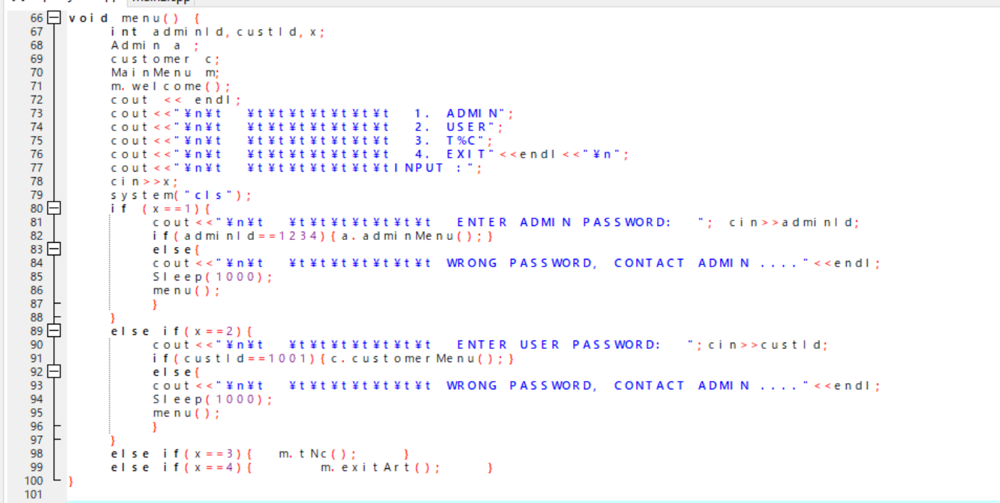 66 void menu() {
67 int adminId,custId,x;
68 Admin a ;
69 customer c;
70 MainMenu m;
71 m.welcome();
72 cout << endl;
73 cout<<"¥n¥t ¥t¥t¥t¥t¥t¥t¥t 1. ADMIN";
74 cout<<"¥n¥t ¥t¥t¥t¥t¥t¥t¥t 2. USER";
75 cout<<"¥n¥t ¥t¥t¥t¥t¥t¥t¥t 3. T%C";
76 cout<<"¥n¥t ¥t¥t¥t¥t¥t¥t¥t 4. EXIT"<<endl<<"¥n";
77 cout<<"¥n¥t ¥t¥t¥t¥t¥t¥t¥tINPUT :";
78 cin>>x;
79 system("cls");
80 if (x==1){
81 cout<<"¥n¥t ¥t¥t¥t¥t¥t¥t¥t ENTER ADMIN PASSWORD: "; cin>>adminId;
82 if(adminId==1234){a.adminMenu();}
83 else{
84 cout<<"¥n¥t ¥t¥t¥t¥t¥t¥t¥t WRONG PASSWORD, CONTACT ADMIN ...."<<endl;
85 Sleep(1000);
86 menu();
87 }
88 }
89 else if(x==2){
90 cout<<"¥n¥t ¥t¥t¥t¥t¥t¥t¥t ENTER USER PASSWORD: ";cin>>custId;
91 if(custId==1001){c.customerMenu();}
92 else{
93 cout<<"¥n¥t ¥t¥t¥t¥t¥t¥t¥t WRONG PASSWORD, CONTACT ADMIN ...."<<endl;
94 Sleep(1000);
95 menu();
96 }
97 }
98 else if(x==3){ m.tNc(); }
99 else if(x==4){ m.exitArt(); }
100 }
101